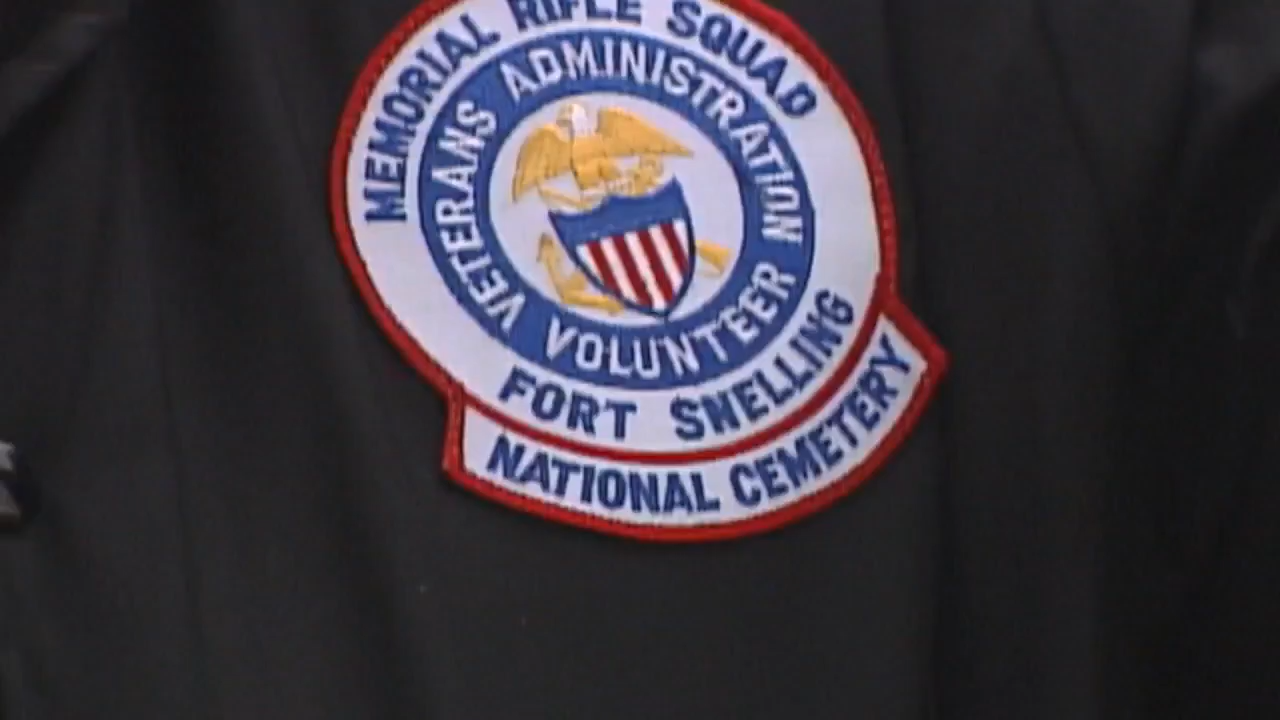 MEMORIAL RIFLE SQUAD
VETERANS ADMINISTRATION
VOLUNTEER
FORT SNELLING
NATIONAL CEMETERY